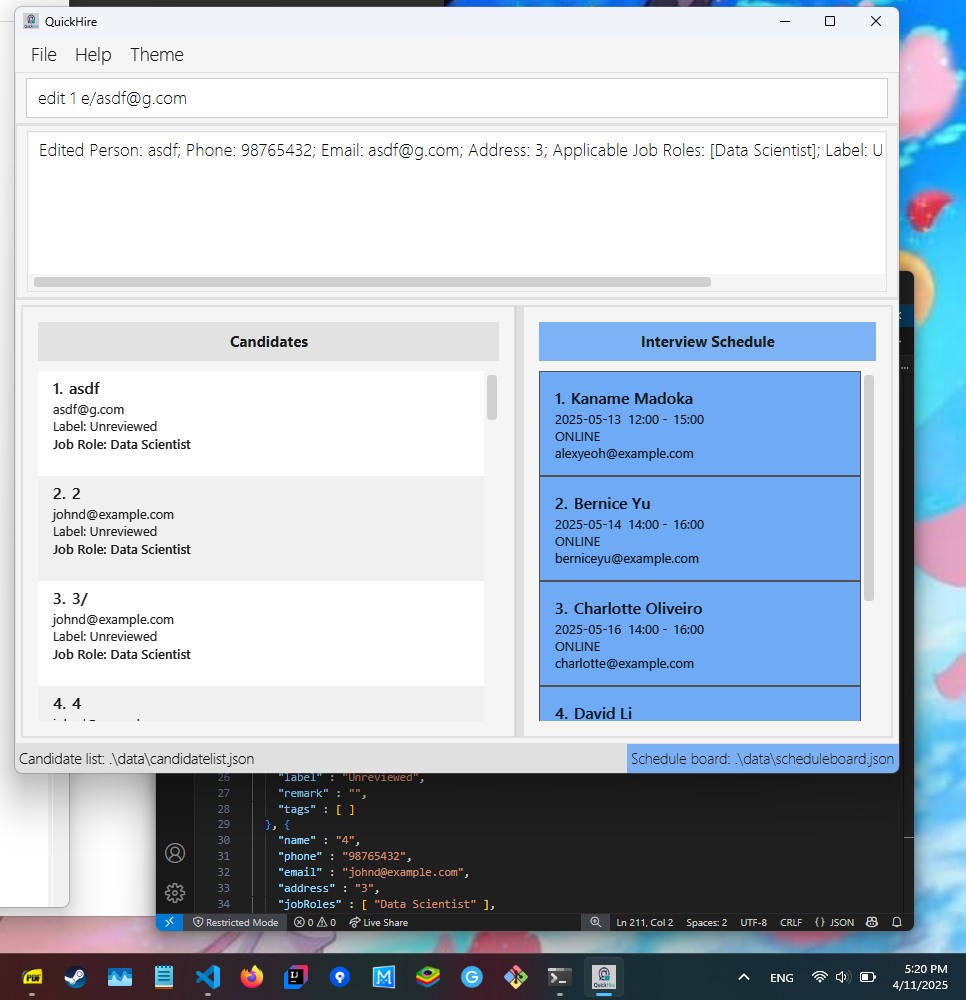 QuickHire
File Help Theme
edit 1 e/asdf@g.com
Edited Person: asdf; Phone: 98765432; Email: asdf@g.com; Address: 3; Applicable Job Roles: [Data Scientist]; Label: U
Candidates
1. asdf
asdf@g.com
Label: Unreviewed
Job Role: Data Scientist
2. 2
johnd@example.com
Label: Unreviewed
Job Role: Data Scientist
3. 3/
johnd@example.com
Label: Unreviewed
Job Role: Data Scientist
4. 4
Interview Schedule
1. Kaname Madoka
2025-05-13 12:00 - 15:00
ONLINE
alexyeoh@example.com
2. Bernice Yu
2025-05-14 14:00 - 16:00
ONLINE
berniceyu@example.com
3. Charlotte Oliveiro
2025-05-16 14:00 - 16:00
ONLINE
charlotte@example.com
4. David Li
Candidate list: .\data\candidatelist.json
Schedule board: .\data\scheduleboard.json
26 "label" : "Unreviewed",
27 "remark" : "",
28 "tags" : [ ]
29 }, {
30 "name" : "4",
31 "phone" : "98765432",
32 "email" : "johnd@example.com",
33 "address" : "3",
34 "jobRoles" : [ "Data Scientist" ],
Restricted Mode 0 0 Live Share Ln 211, Col 2 Spaces: 2 UTF-8 CRLF {} JSON
PDF
ENG
5:20 PM
4/11/2025